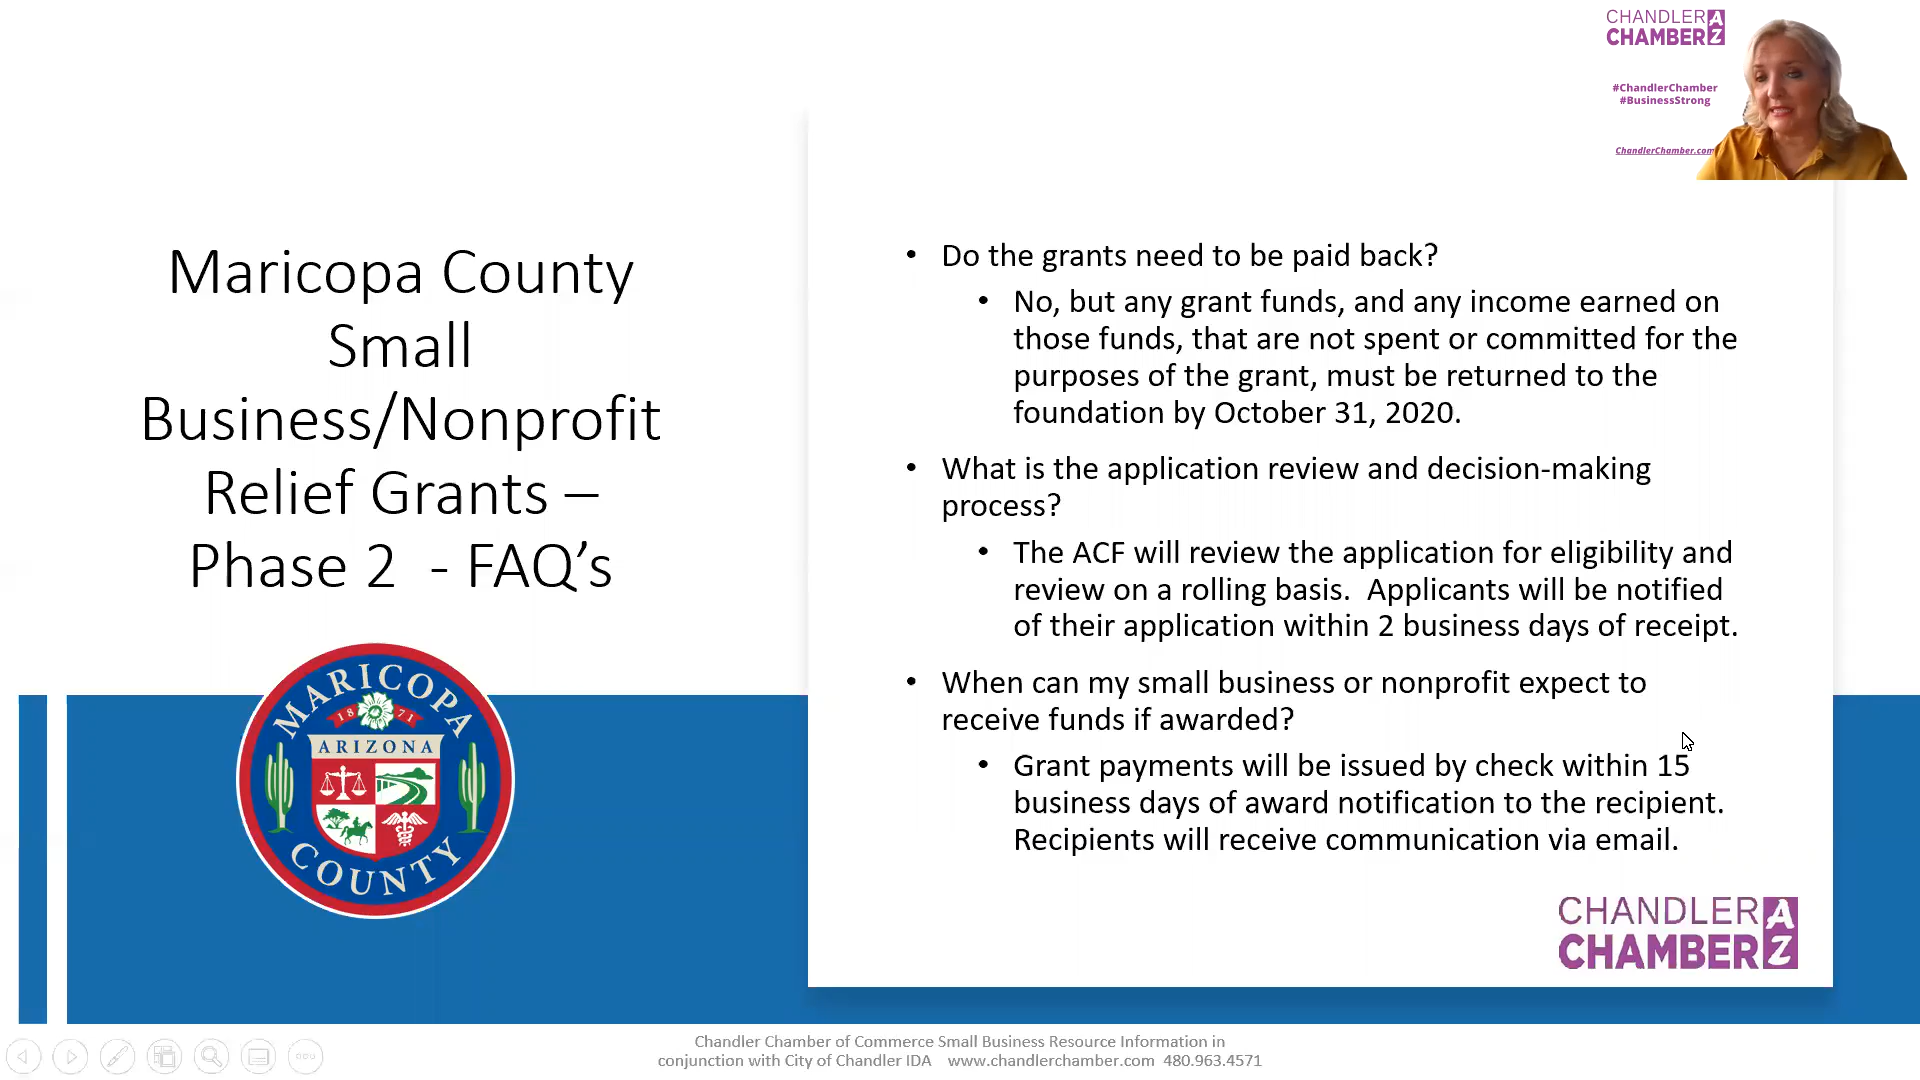 CHANDLER AZ
CHAMBER
#ChandlerChamber
#BusinessStrong
ChandlerChamber.com
Maricopa County
Small
Business/Nonprofit
Relief Grants –
Phase 2  - FAQ’s
MARICOPA
18 71
ARIZONA
COUNTY
• Do the grants need to be paid back?
• No, but any grant funds, and any income earned on
those funds, that are not spent or committed for the
purposes of the grant, must be returned to the
foundation by October 31, 2020.
• What is the application review and decision-making
process?
• The ACF will review the application for eligibility and
review on a rolling basis.  Applicants will be notified
of their application within 2 business days of receipt.
• When can my small business or nonprofit expect to
receive funds if awarded?
• Grant payments will be issued by check within 15
business days of award notification to the recipient.
Recipients will receive communication via email.
CHANDLER AZ
CHAMBER
Chandler Chamber of Commerce Small Business Resource Information in
conjunction with City of Chandler IDA    www.chandlerchamber.com  480.963.4571